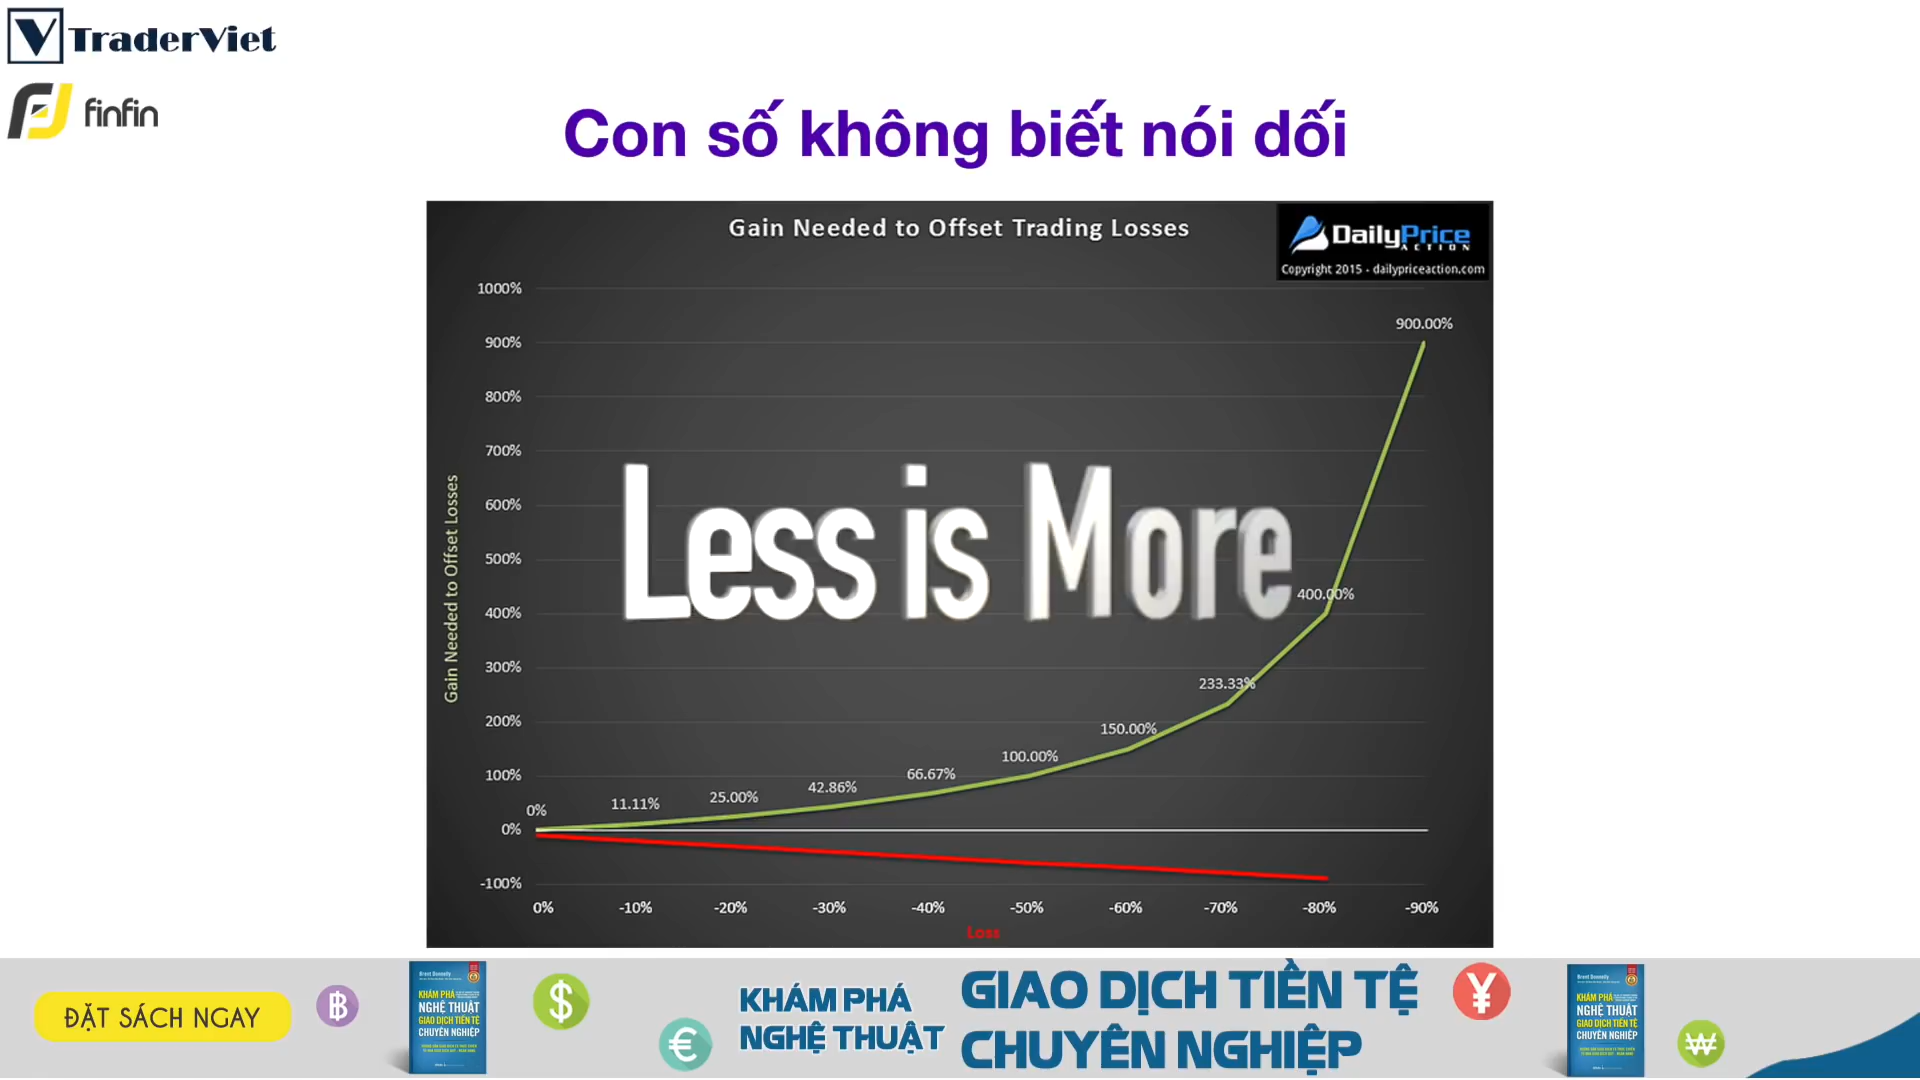 TraderViet
finfin
Con số không biết nói dối
Gain Needed to Offset Trading Losses
DailyPrice
ACTION
Copyright 2015 - dailypriceaction.com
1000%
900%
800%
700%
600%
500%
400%
300%
200%
100%
0%
-100%
Gain Needed to Offset Losses
0%
11.11%
25.00%
42.86%
66.67%
100.00%
150.00%
233.33%
400.00%
900.00%
Less is More
0% -10% -20% -30% -40% -50% -60% -70% -80% -90%
Loss
ĐẶT SÁCH NGAY
Brent Donnelly
KHÁM PHÁ
NGHỆ THUẬT
GIAO DỊCH TIỀN TỆ
CHUYÊN NGHIỆP
KHÁM PHÁ
NGHỆ THUẬT
GIAO DỊCH TIỀN TỆ
CHUYÊN NGHIỆP
Brent Donnelly
KHÁM PHÁ
NGHỆ THUẬT
GIAO DỊCH TIỀN TỆ
CHUYÊN NGHIỆP